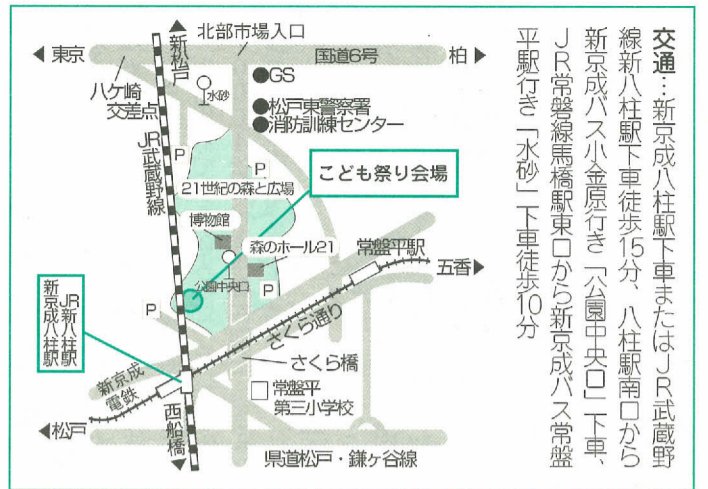 交通…新京成八柱駅下車またはJR武蔵野
線新八柱駅下車徒歩15分、八柱駅南口から
新京成バス小金原行き「公園中央口」下車、
JR常磐線馬橋駅東口から新京成バス常盤
平駅行き「水砂」下車徒歩10分
北部市場入口
新松戸
東京
国道6号
柏
八ケ崎
交差点
水砂
GS
松戸東警察署
消防訓練センター
JR武蔵野線
P
P
21世紀の森と広場
こども祭り会場
博物館
森のホール21
常盤平駅
五香
公園中央口
P
P
JR新八柱駅
新京成八柱駅
さくら通り
さくら橋
新京成
電鉄
常盤平
第三小学校
西船橋
松戸
県道松戸・鎌ヶ谷線